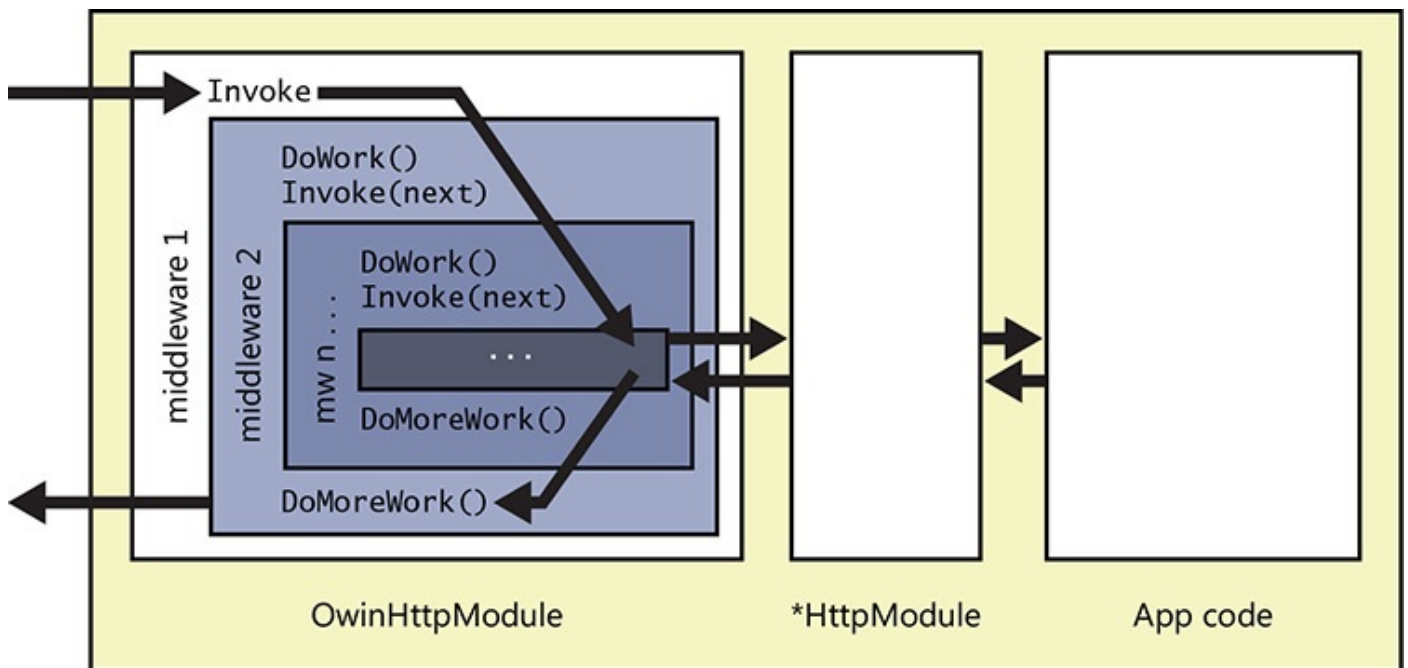 Invoke
DoWork()
Invoke(next)
middleware 1
middleware 2
DoWork()
Invoke(next)
mw n ...
...
DoMoreWork()
DoMoreWork()
OwinHttpModule
*HttpModule
App code